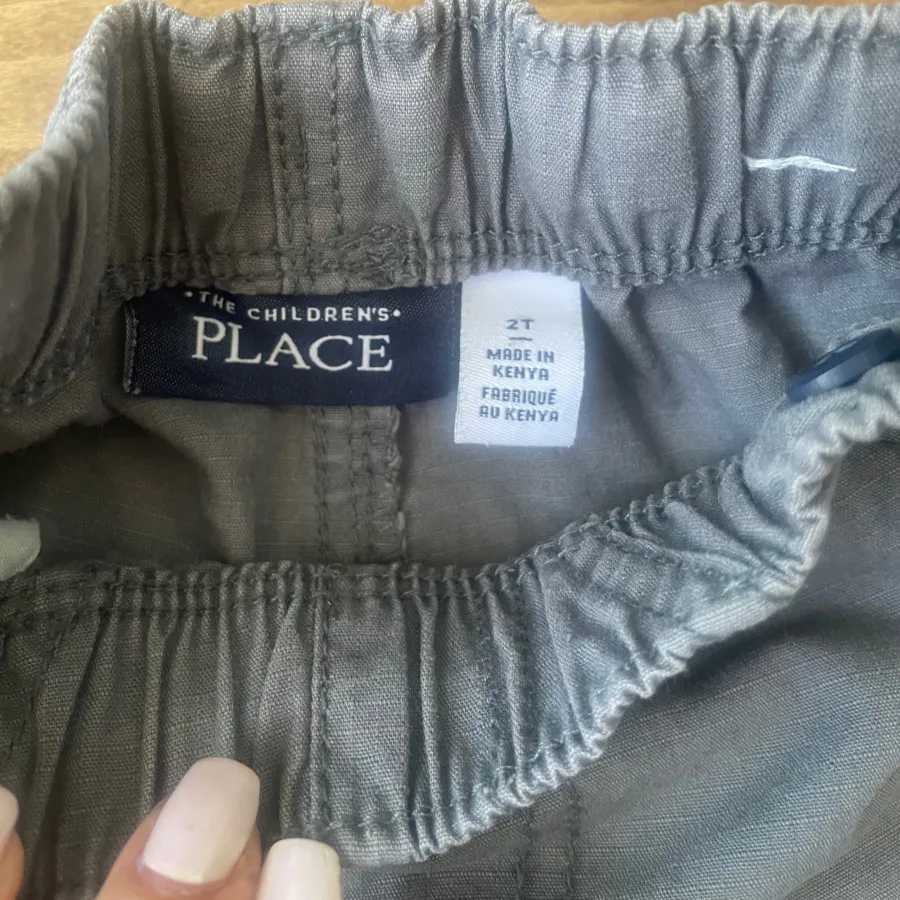 •THE CHILDREN'S•
PLACE
2T
MADE IN
KENYA
FABRIQUÉ
AU KENYA